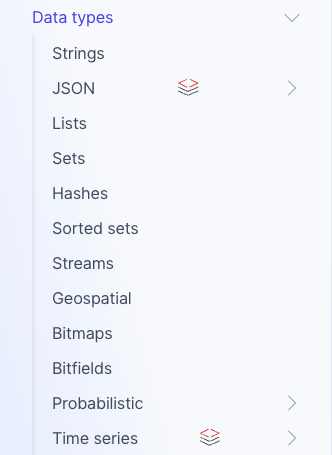 Data types
Strings
JSON
Lists
Sets
Hashes
Sorted sets
Streams
Geospatial
Bitmaps
Bitfields
Probabilistic
Time series